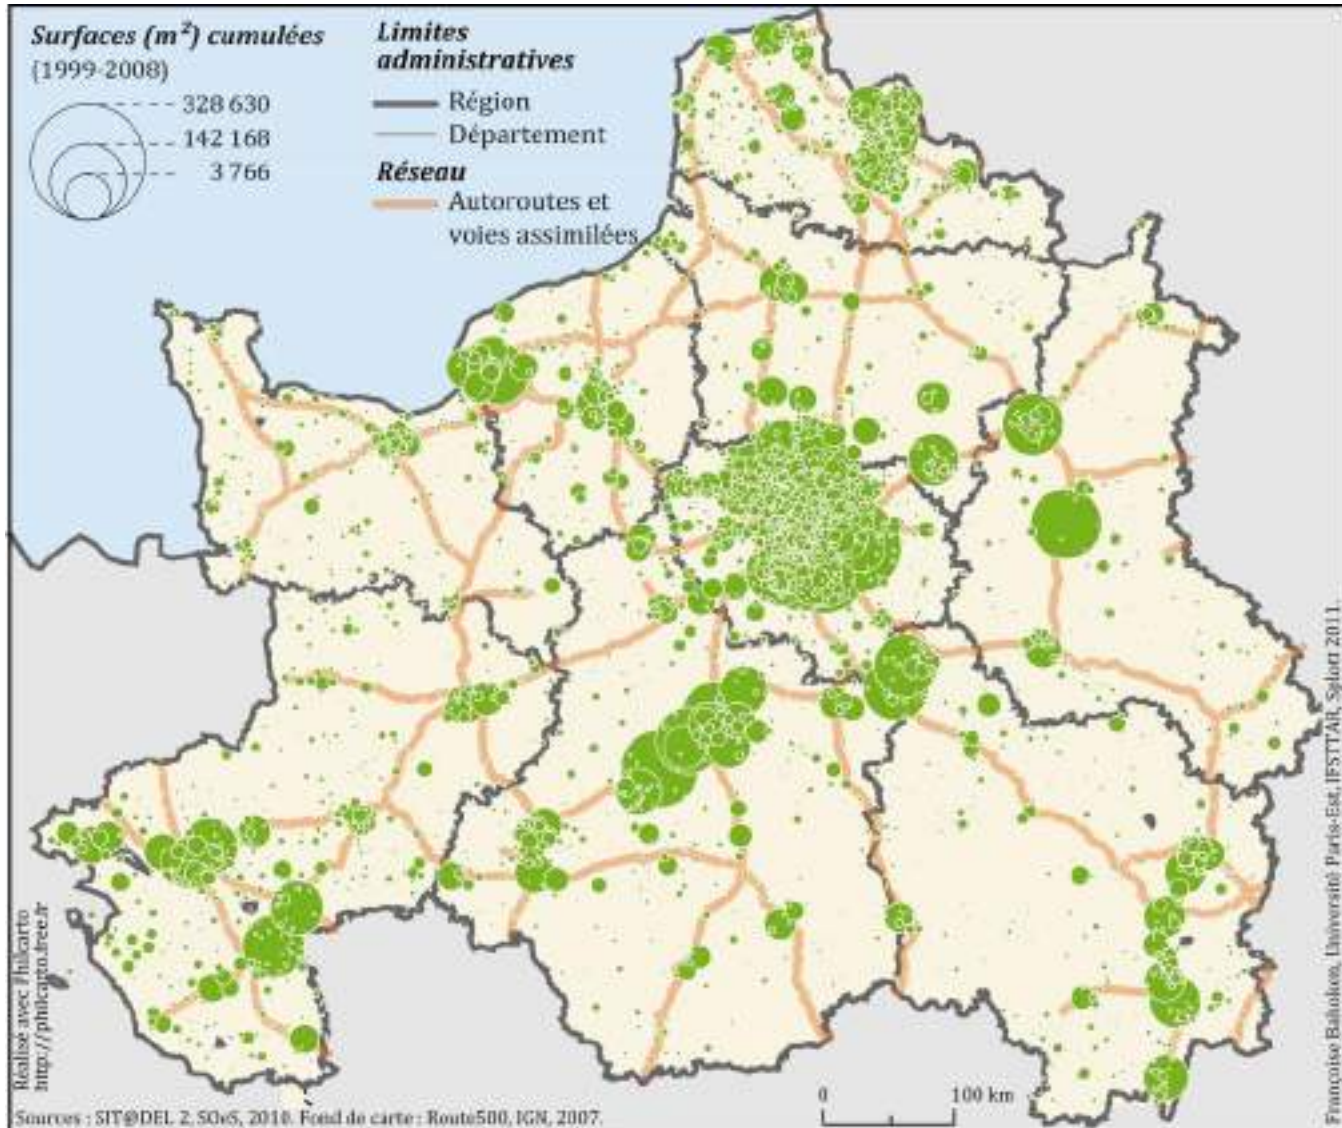 Surfaces (m²) cumulées
(1999-2008)
328 630
142 168
3 766
Limites
administratives
Région
Département
Réseau
Autoroutes et
voies assimilées
Réalisé avec Philcarto
http://philcarto.free.fr
0 100 km
Sources : SIT@DEL 2, SOeS, 2010. Fond de carte : Route500, IGN, 2007.
Françoise Bahoken, Université Paris-Est, IFSTTAR-Splott 2011